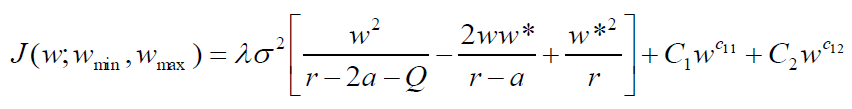 J(w; w_min, w_max) = λσ² [ w²/(r − 2a − Q) − 2ww*/(r − a) + w*²/r ] + C₁w^{c₁₁} + C₂w^{c₁₂}